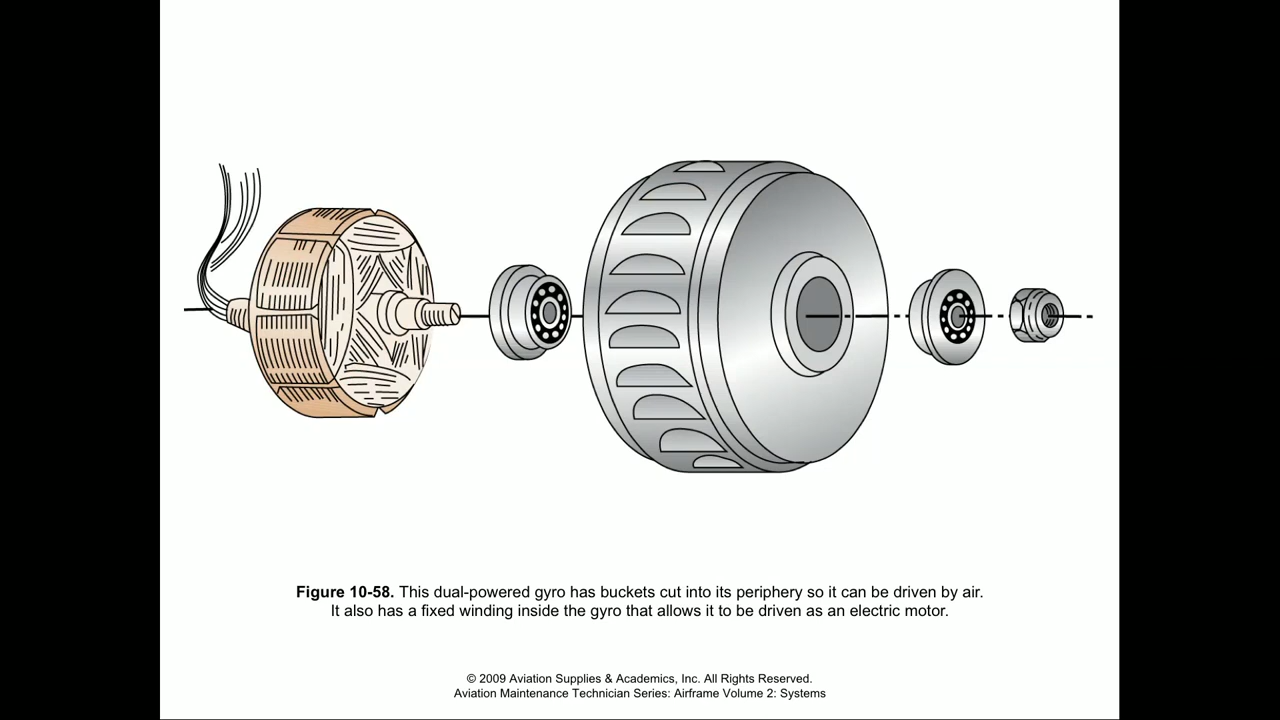 Figure 10-58. This dual-powered gyro has buckets cut into its periphery so it can be driven by air.
It also has a fixed winding inside the gyro that allows it to be driven as an electric motor.
© 2009 Aviation Supplies & Academics, Inc. All Rights Reserved.
Aviation Maintenance Technician Series: Airframe Volume 2: Systems